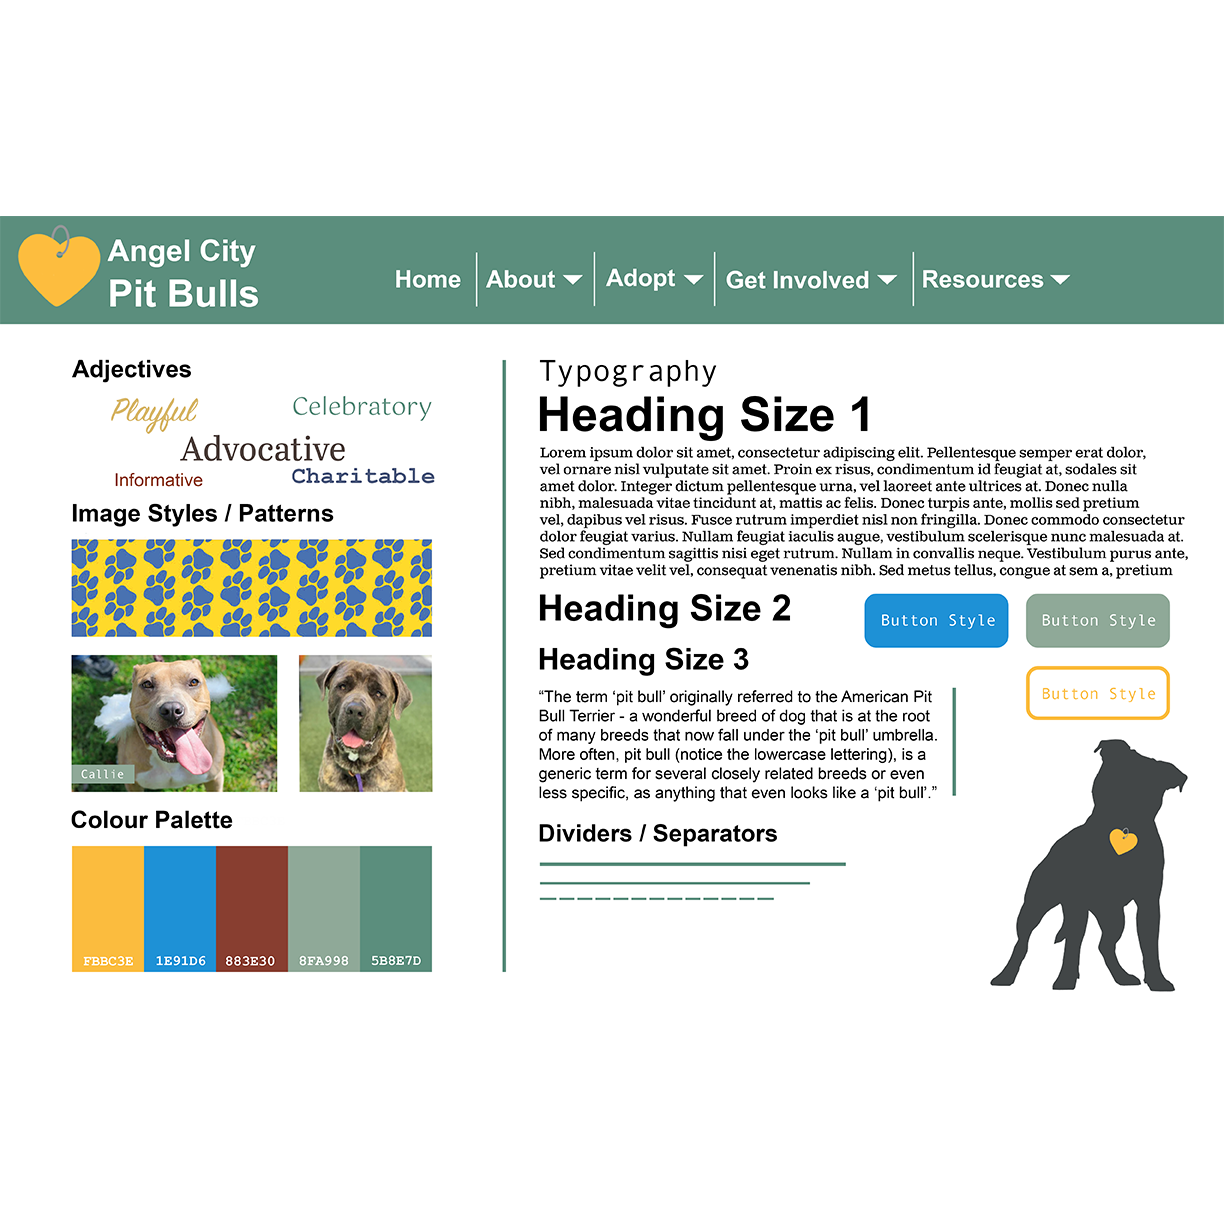 Angel City
Pit Bulls
Home
About
Adopt
Get Involved
Resources
Adjectives
Playful
Celebratory
Advocative
Informative
Charitable
Image Styles / Patterns
Callie
Colour Palette
FBBC3E
1E91D6
883E30
8FA998
5B8E7D
Typography
Heading Size 1
Lorem ipsum dolor sit amet, consectetur adipiscing elit. Pellentesque semper erat dolor,
vel ornare nisl vulputate sit amet. Proin ex risus, condimentum id feugiat at, sodales sit
amet dolor. Integer dictum pellentesque urna, vel laoreet ante ultrices at. Donec nulla
nibh, malesuada vitae tincidunt at, mattis ac felis. Donec turpis ante, mollis sed pretium
vel, dapibus vel risus. Fusce rutrum imperdiet nisl non fringilla. Donec commodo consectetur
dolor feugiat varius. Nullam feugiat iaculis augue, vestibulum scelerisque nunc malesuada at.
Sed condimentum sagittis nisi eget rutrum. Nullam in convallis neque. Vestibulum purus ante,
pretium vitae velit vel, consequat venenatis nibh. Sed metus tellus, congue at sem a, pretium
Heading Size 2
Button Style
Button Style
Button Style
Heading Size 3
“The term ‘pit bull’ originally referred to the American Pit
Bull Terrier - a wonderful breed of dog that is at the root
of many breeds that now fall under the ‘pit bull’ umbrella.
More often, pit bull (notice the lowercase lettering), is a
generic term for several closely related breeds or even
less specific, as anything that even looks like a ‘pit bull’.”
Dividers / Separators